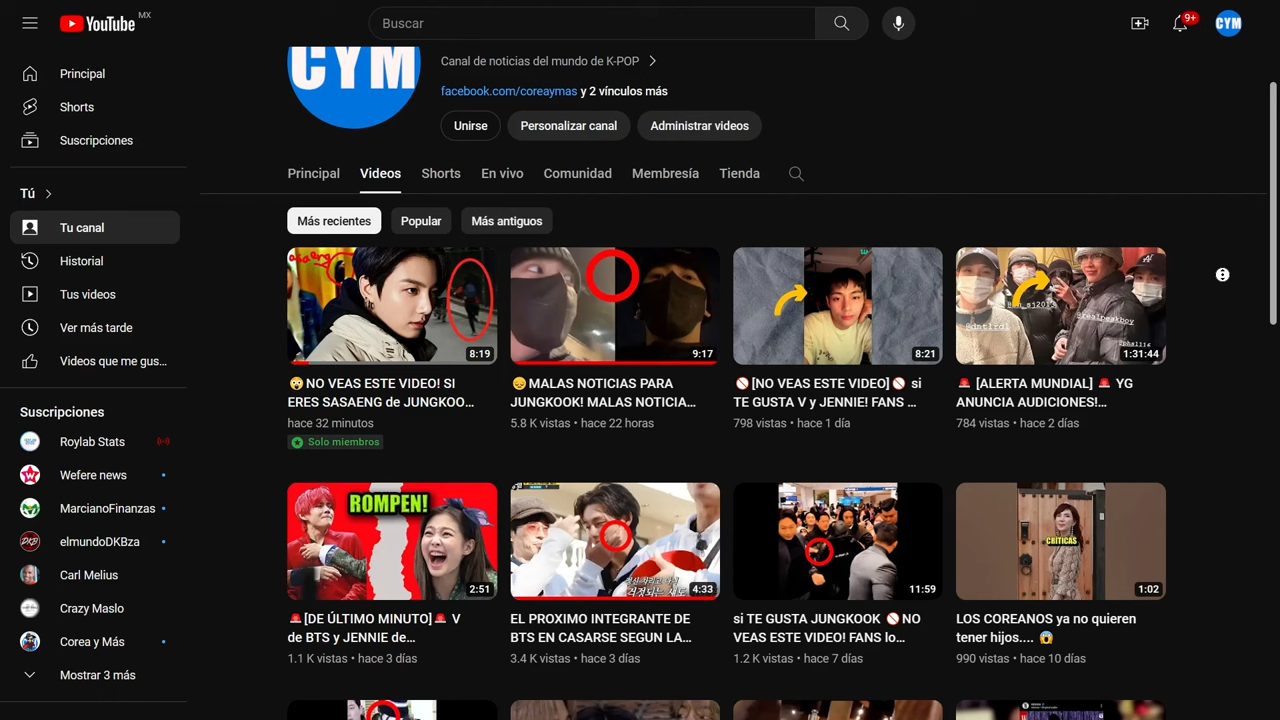 YouTube MX
Buscar
9+
CYM
CYM
Canal de noticias del mundo de K-POP
facebook.com/coreaymas y 2 vínculos más
Unirse
Personalizar canal
Administrar videos
Principal
Shorts
Suscripciones
Tú
Tu canal
Historial
Tus videos
Ver más tarde
Videos que me gus...
Suscripciones
Roylab Stats
Wefere news
MarcianoFinanzas
elmundoDKBza
Carl Melius
Crazy Maslo
Corea y Más
Mostrar 3 más
Principal
Videos
Shorts
En vivo
Comunidad
Membresía
Tienda
Más recientes
Popular
Más antiguos
8:19
😳NO VEAS ESTE VIDEO! SI
ERES SASAENG de JUNGKOO...
hace 32 minutos
Solo miembros
9:17
😞MALAS NOTICIAS PARA
JUNGKOOK! MALAS NOTICIA...
5.8 K vistas • hace 22 horas
8:21
🚫[NO VEAS ESTE VIDEO]🚫 si
TE GUSTA V y JENNIE! FANS ...
798 vistas • hace 1 día
@realpeakboy
1:31:44
🚨 [ALERTA MUNDIAL] 🚨 YG
ANUNCIA AUDICIONES!...
784 vistas • hace 2 días
ROMPEN!
2:51
🚨[DE ÚLTIMO MINUTO]🚨 V
de BTS y JENNIE de...
1.1 K vistas • hace 3 días
4:33
EL PROXIMO INTEGRANTE DE
BTS EN CASARSE SEGUN LA...
3.4 K vistas • hace 3 días
11:59
si TE GUSTA JUNGKOOK 🚫NO
VEAS ESTE VIDEO! FANS lo...
1.2 K vistas • hace 7 días
CRÍTICAS
1:02
LOS COREANOS ya no quieren
tener hijos.... 😱
990 vistas • hace 10 días